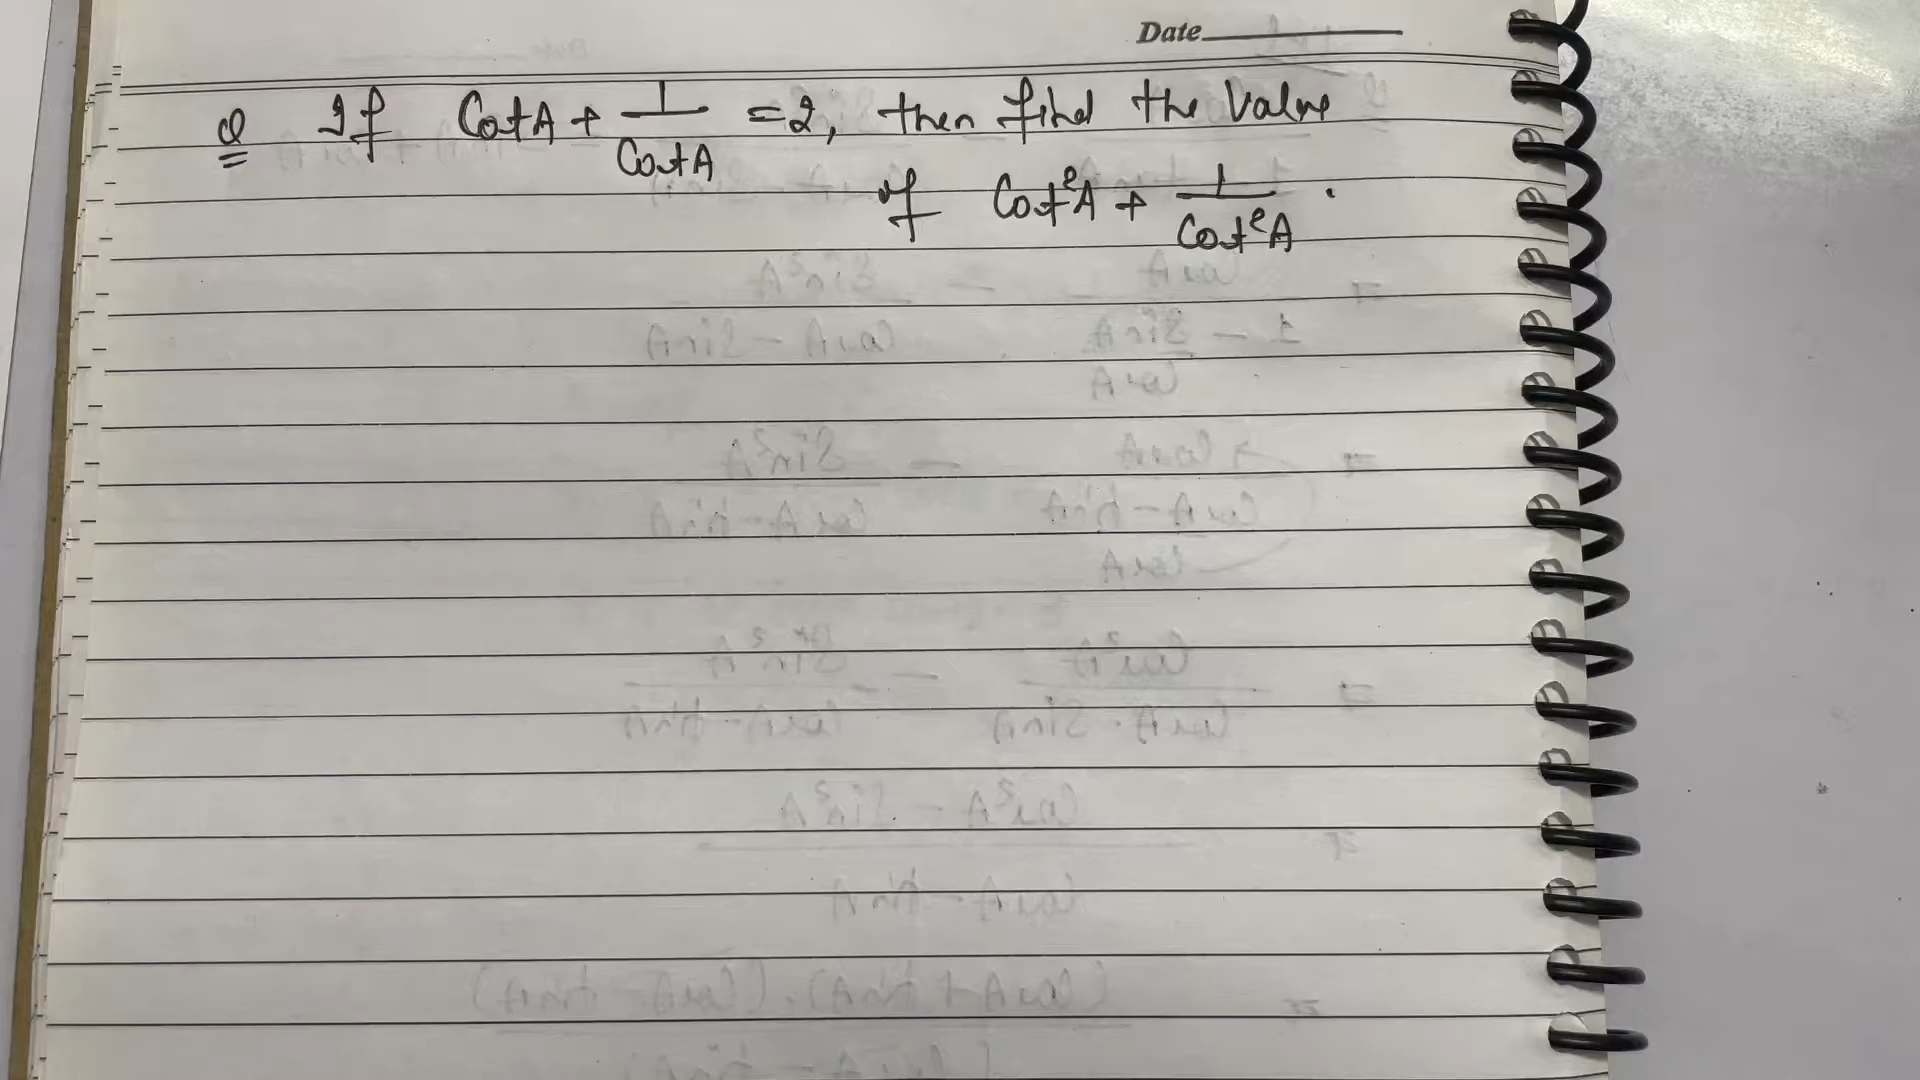 Date
Q If CotA + 1/CotA = 2, then find the value
of Cot²A + 1/Cot²A .